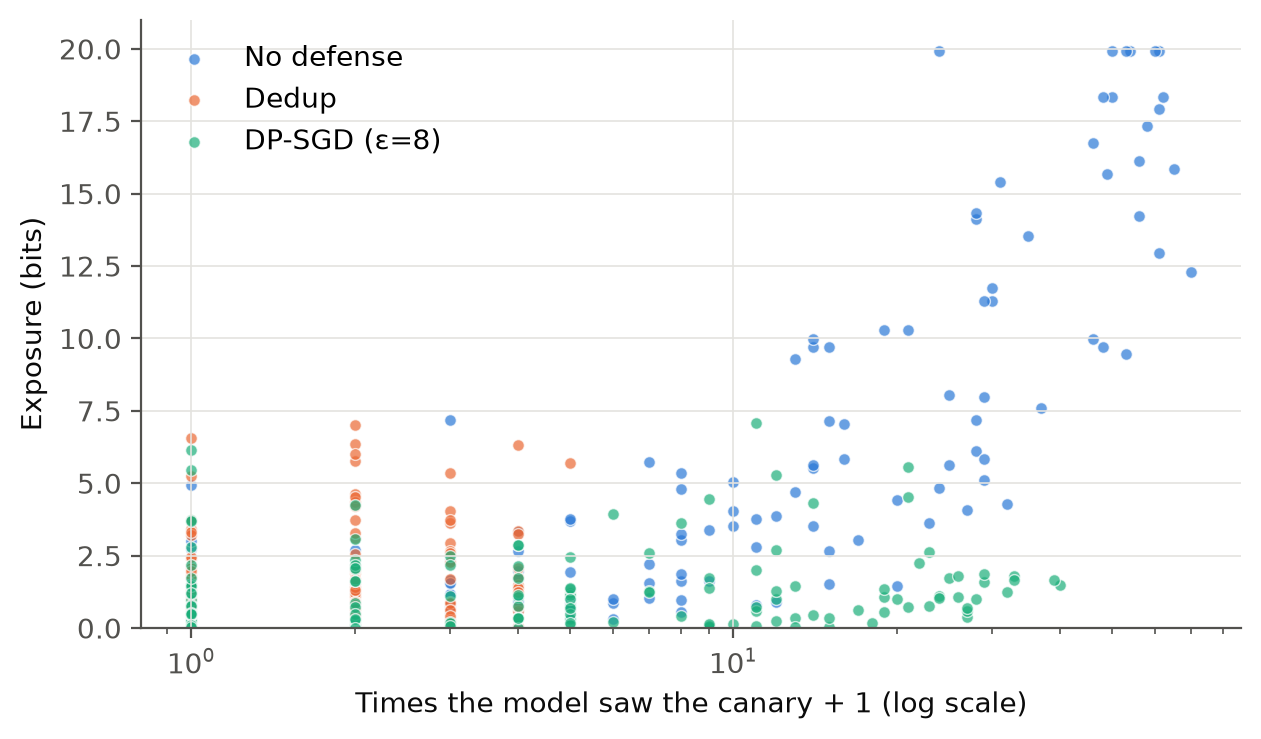 20.0
17.5
15.0
12.5
10.0
7.5
5.0
2.5
0.0
Exposure (bits)
No defense
Dedup
DP-SGD (ε=8)
10⁰
10¹
Times the model saw the canary + 1 (log scale)